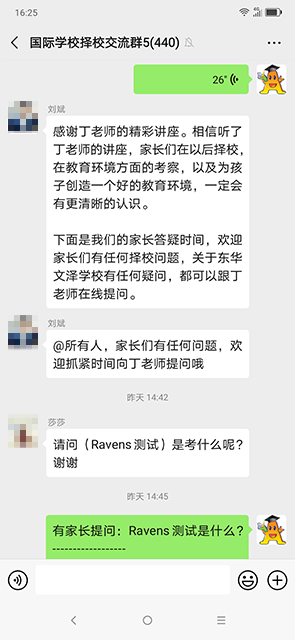 16:25
国际学校择校交流群5(440)
26"
刘斌
感谢丁老师的精彩讲座。相信听了
丁老师的讲座，家长们在以后择校，
在教育环境方面的考察，以及为孩
子创造一个好的教育环境，一定会
有更清晰的认识。
下面是我们的家长答疑时间，欢迎
家长们有任何择校问题，关于东华
文泽学校有任何疑问，都可以跟丁
老师在线提问。
刘斌
@所有人，家长们有任何问题，欢
迎抓紧时间向丁老师提问哦
昨天 14:42
莎莎
请问（Ravens 测试）是考什么呢？
谢谢
昨天 14:45
有家长提问：Ravens 测试是什么？
------------------